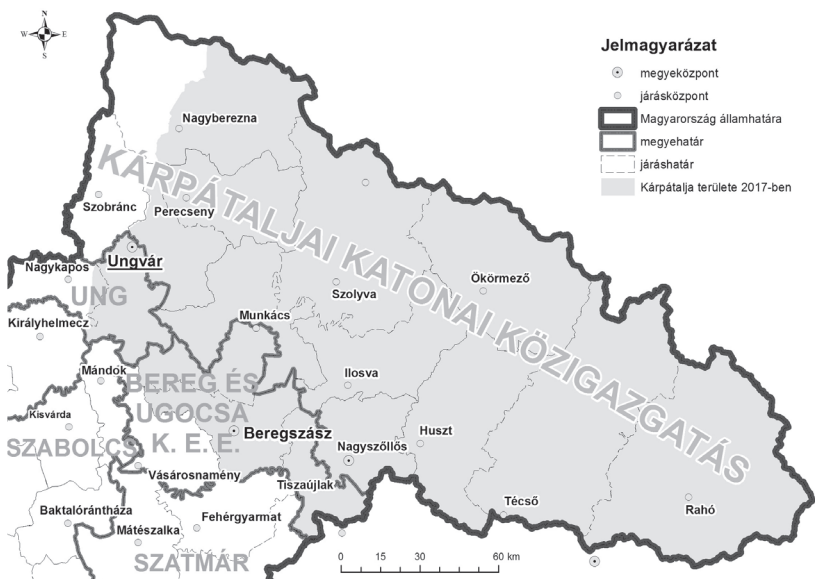 N
W E
S
Jelmagyarázat
megyeközpont
járásközpont
Magyarország államhatára
megyehatár
járáshatár
Kárpátalja területe 2017-ben
Nagyberezna
KÁRPÁTALJAI KATONAI KÖZIGAZGATÁS
Szobránc
Perecseny
Ungvár
Nagykapos
UNG
Szolyva
Ökörmező
Királyhelmecz
Munkács
Mándok
BEREG ÉS
UGOCSA
K. E. E.
Ilosva
Kisvárda
SZABOLCS
Beregszász
Nagyszőllős
Huszt
Vásárosnamény
Tiszaújlak
Técső
Rahó
Baktalórántháza
Mátészalka
Fehérgyarmat
SZATMÁR
0 15 30 60 km